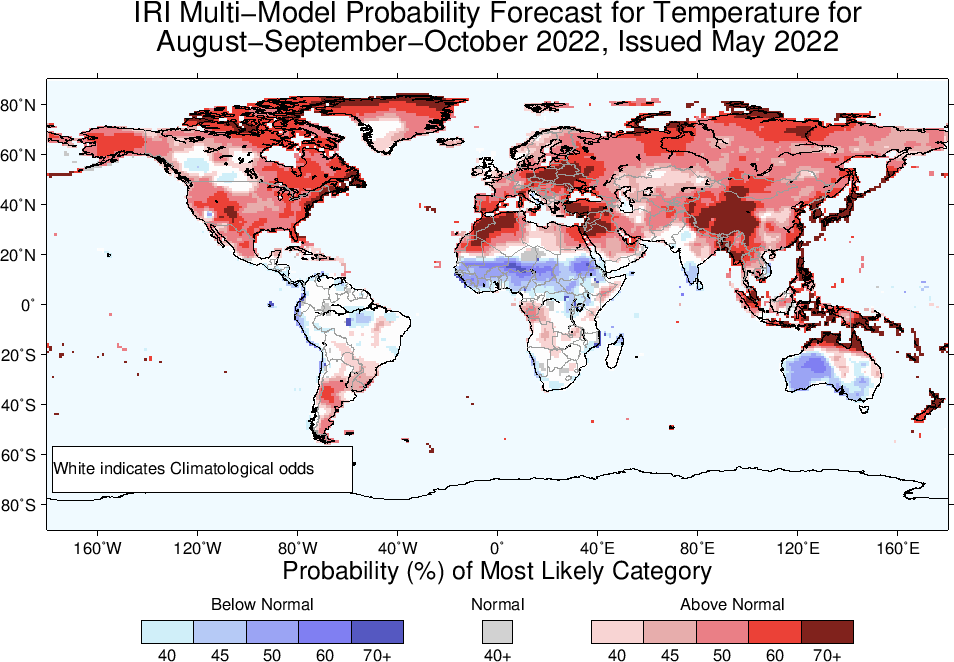 IRI Multi−Model Probability Forecast for Temperature for
August−September−October 2022, Issued May 2022
80˚N
60˚N
40˚N
20˚N
0˚
20˚S
40˚S
60˚S
80˚S
White indicates Climatological odds
160˚W 120˚W 80˚W 40˚W 0˚ 40˚E 80˚E 120˚E 160˚E
Probability (%) of Most Likely Category
Below Normal Normal Above Normal
40 45 50 60 70+ 40+ 40 45 50 60 70+